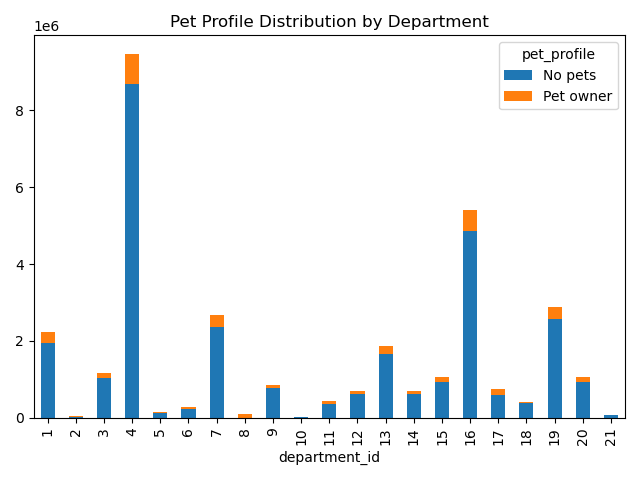 Pet Profile Distribution by Department
1e6
pet_profile
No pets
Pet owner
8
6
4
2
0
1 2 3 4 5 6 7 8 9 10 11 12 13 14 15 16 17 18 19 20 21
department_id